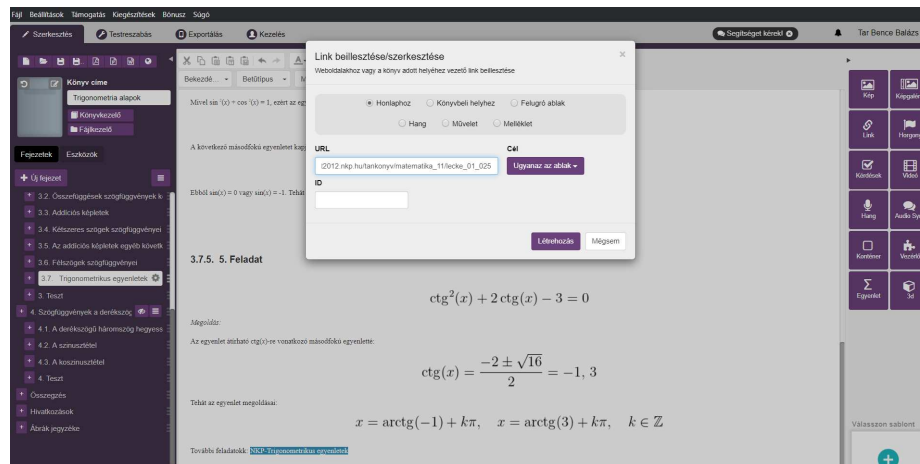 Fájl Beállítások Támogatás Kiegészítések Bónusz Súgó
Szerkesztés Testreszabás Exportálás Kezelés Segítséget kérek! Tar Bence Balázs
Könyv címe
Trigonometria alapok
Könyvkezelő
Fájlkezelő
Fejezetek Eszközök
+ Új fejezet
3.2. Összefüggések szögfüggvények k
3.3. Addíciós képletek
3.4. Kétszeres szögek szögfüggvényei
3.5. Az addíciós képletek egyéb követk
3.6. Félszögek szögfüggvényei
3.7. Trigonometrikus egyenletek
3. Teszt
4. Szögfüggvények a derékszög
4.1. A derékszögű háromszög hegyess
4.2. A szinusztétel
4.3. A koszinusztétel
4. Teszt
Összegzés
Hivatkozások
Ábrák jegyzéke
Bekezdé... Betűtípus
Mivel sin²(x) + cos²(x) = 1, ezért az eg
A következő másodfokú egyenletet kap
Ebből sin(x) = 0 vagy sin(x) = -1. Tehát
Link beillesztése/szerkesztése ×
Weboldalakhoz vagy a könyv adott helyéhez vezető link beillesztése
Honlaphoz Könyvbeli helyhez Felugró ablak
Hang Művelet Melléklet
URL Cél
l2012.nkp.hu/tankonyv/matematika_11/lecke_01_025 Ugyanaz az ablak
ID
Létrehozás Mégsem
3.7.5. 5. Feladat
ctg²(x) + 2 ctg(x) − 3 = 0
Megoldás:
Az egyenlet átírható ctg(x)-re vonatkozó másodfokú egyenletté:
ctg(x) = (−2 ± √16) / 2 = −1, 3
Tehát az egyenlet megoldásai:
x = arctg(−1) + kπ, x = arctg(3) + kπ, k ∈ ℤ
További feladatokk: NKP-Trigonometrikus egyenletek
Kép Képgalér
Link Horgony
Kérdések Videó
Hang Audio Sy
Konténer Vezérlő
Egyenlet 3d
Válasszon sablont